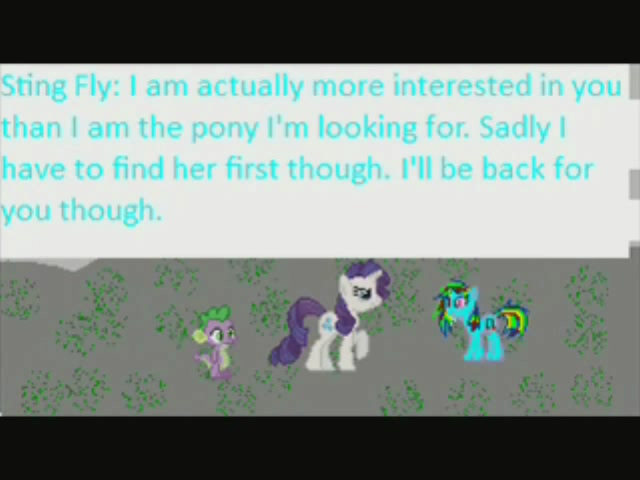 Sting Fly: I am actually more interested in you
than I am the pony I'm looking for. Sadly I
have to find her first though. I'll be back for
you though.